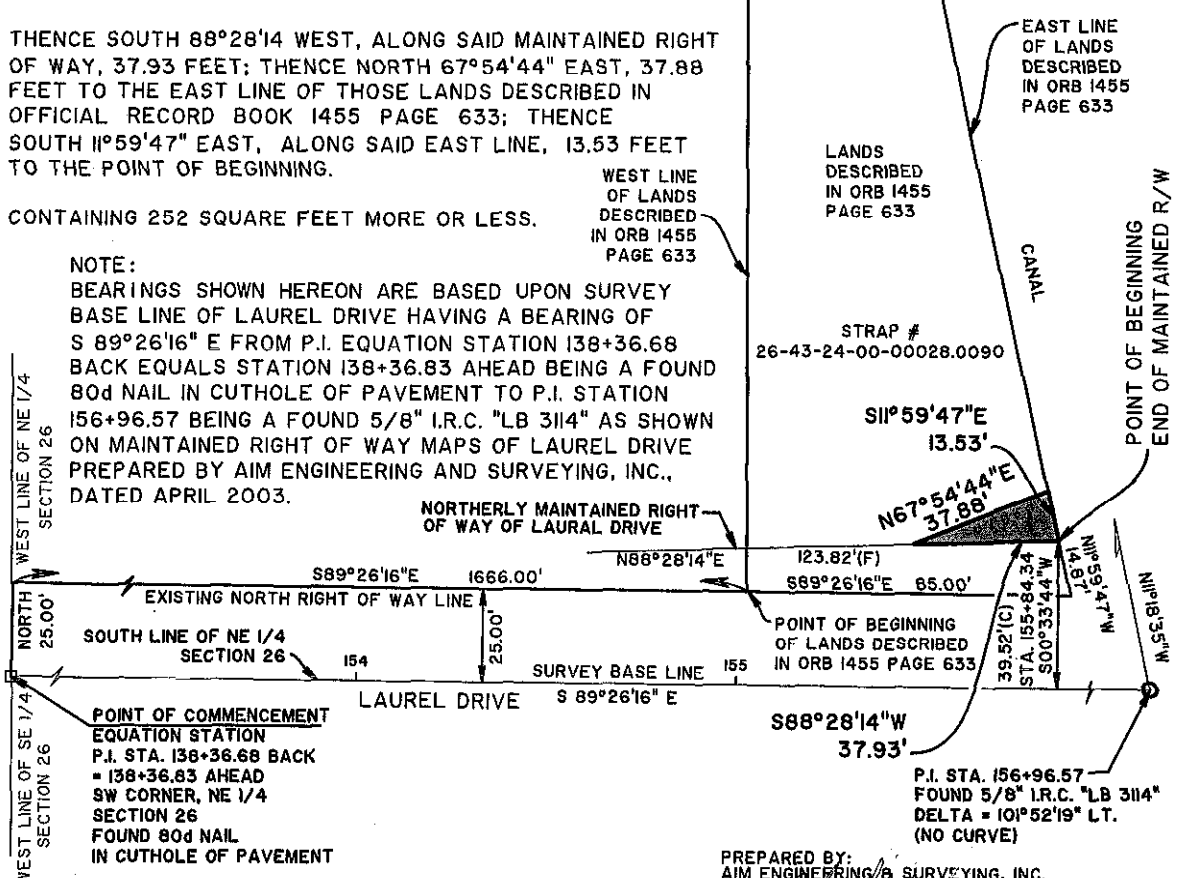 THENCE SOUTH 88°28'14 WEST, ALONG SAID MAINTAINED RIGHT
OF WAY, 37.93 FEET; THENCE NORTH 67°54'44" EAST, 37.88
FEET TO THE EAST LINE OF THOSE LANDS DESCRIBED IN
OFFICIAL RECORD BOOK 1455 PAGE 633; THENCE
SOUTH 11°59'47" EAST, ALONG SAID EAST LINE, 13.53 FEET
TO THE POINT OF BEGINNING.
CONTAINING 252 SQUARE FEET MORE OR LESS.
NOTE:
BEARINGS SHOWN HEREON ARE BASED UPON SURVEY
BASE LINE OF LAUREL DRIVE HAVING A BEARING OF
S 89°26'16" E FROM P.I. EQUATION STATION 138+36.68
BACK EQUALS STATION 138+36.83 AHEAD BEING A FOUND
80d NAIL IN CUTHOLE OF PAVEMENT TO P.I. STATION
156+96.57 BEING A FOUND 5/8" I.R.C. "LB 3114" AS SHOWN
ON MAINTAINED RIGHT OF WAY MAPS OF LAUREL DRIVE
PREPARED BY AIM ENGINEERING AND SURVEYING, INC.,
DATED APRIL 2003.
WEST LINE
OF LANDS
DESCRIBED
IN ORB 1455
PAGE 633
EAST LINE
OF LANDS
DESCRIBED
IN ORB 1455
PAGE 633
LANDS
DESCRIBED
IN ORB 1455
PAGE 633
CANAL
STRAP #
26-43-24-00-00028.0090
POINT OF BEGINNING
END OF MAINTAINED R/W
S11°59'47"E
13.53'
N67°54'44"E
37.88'
NORTHERLY MAINTAINED RIGHT
OF WAY OF LAURAL DRIVE
N88°28'14"E 123.82'(F)
S89°26'16"E 1666.00'
S89°26'16"E 85.00'
EXISTING NORTH RIGHT OF WAY LINE
25.00'
WEST LINE OF NE 1/4
SECTION 26
NORTH
25.00'
SOUTH LINE OF NE 1/4
SECTION 26
POINT OF BEGINNING
OF LANDS DESCRIBED
IN ORB 1455 PAGE 633
39.52'(C)
STA. 155+84.34
S00°33'44"W
N11°59'47"W
14.87'
N11°18'35"W
154
SURVEY BASE LINE
155
LAUREL DRIVE
S 89°26'16" E
WEST LINE OF SE 1/4
SECTION 26
POINT OF COMMENCEMENT
EQUATION STATION
P.I. STA. 138+36.68 BACK
= 138+36.83 AHEAD
SW CORNER, NE 1/4
SECTION 26
FOUND 80d NAIL
IN CUTHOLE OF PAVEMENT
S88°28'14"W
37.93'
P.I. STA. 156+96.57
FOUND 5/8" I.R.C. "LB 3114"
DELTA = 101°52'19" LT.
(NO CURVE)
PREPARED BY:
AIM ENGINEERING & SURVEYING, INC.